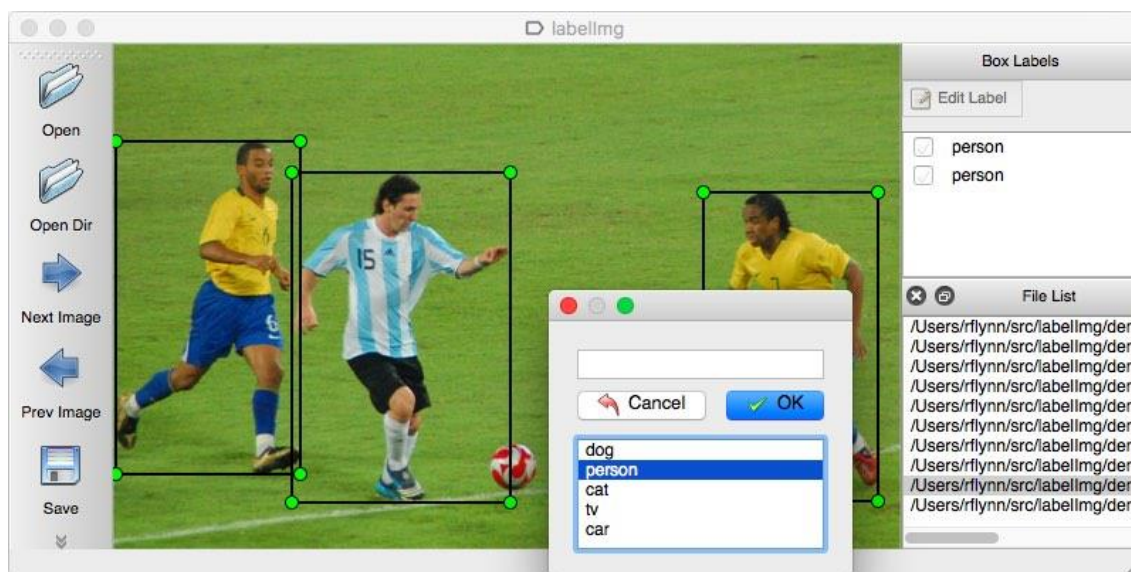 labelImg
Open
Open Dir
Next Image
Prev Image
Save
6
6
15
7
Cancel
OK
dog
person
cat
tv
car
Box Labels
Edit Label
person
person
File List
/Users/rflynn/src/labelImg/der
/Users/rflynn/src/labelImg/der
/Users/rflynn/src/labelImg/der
/Users/rflynn/src/labelImg/der
/Users/rflynn/src/labelImg/der
/Users/rflynn/src/labelImg/der
/Users/rflynn/src/labelImg/der
/Users/rflynn/src/labelImg/der
/Users/rflynn/src/labelImg/der
/Users/rflynn/src/labelImg/der